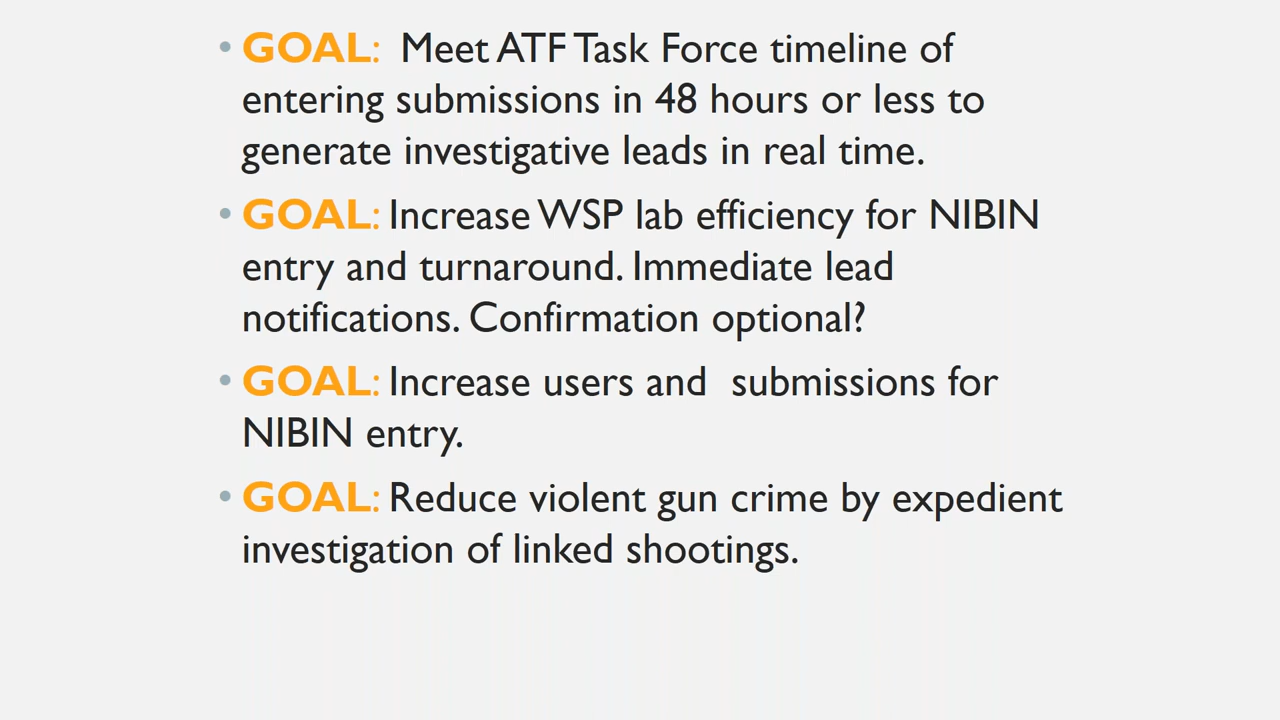 • GOAL: Meet ATF Task Force timeline of
entering submissions in 48 hours or less to
generate investigative leads in real time.
• GOAL: Increase WSP lab efficiency for NIBIN
entry and turnaround. Immediate lead
notifications. Confirmation optional?
• GOAL: Increase users and  submissions for
NIBIN entry.
• GOAL: Reduce violent gun crime by expedient
investigation of linked shootings.